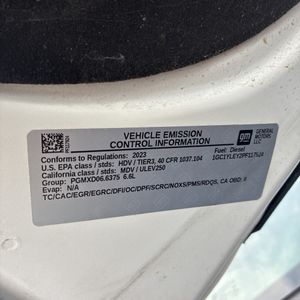 VEHICLE EMISSION
CONTROL INFORMATION
gm GENERAL MOTORS LLC
Conforms to Regulations: 2023
Fuel: Diesel
U.S. EPA class / stds: HDV / TIER3, 40 CFR 1037.104
California class / stds: MDV / ULEV250
Group: PGMXD06.6375 6.6L
Evap: N/A
TC/CAC/EGR/EGRC/DFI/OC/DPF/SCRC/NOXS/PMS/RDQS, CA OBD: II